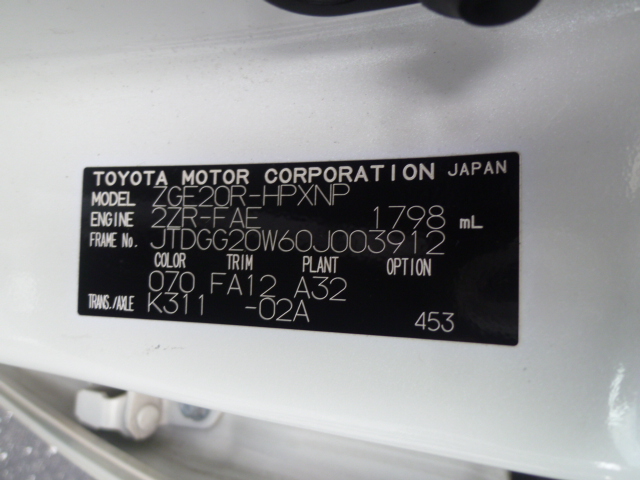 TOYOTA MOTOR CORPORATION JAPAN
MODEL ZGE20R-HPXNP
ENGINE 2ZR-FAE 1798 mL
FRAME No. JTDGG20W60J003912
COLOR TRIM PLANT OPTION
070 FA12 A32
TRANS./AXLE K311 -02A
453